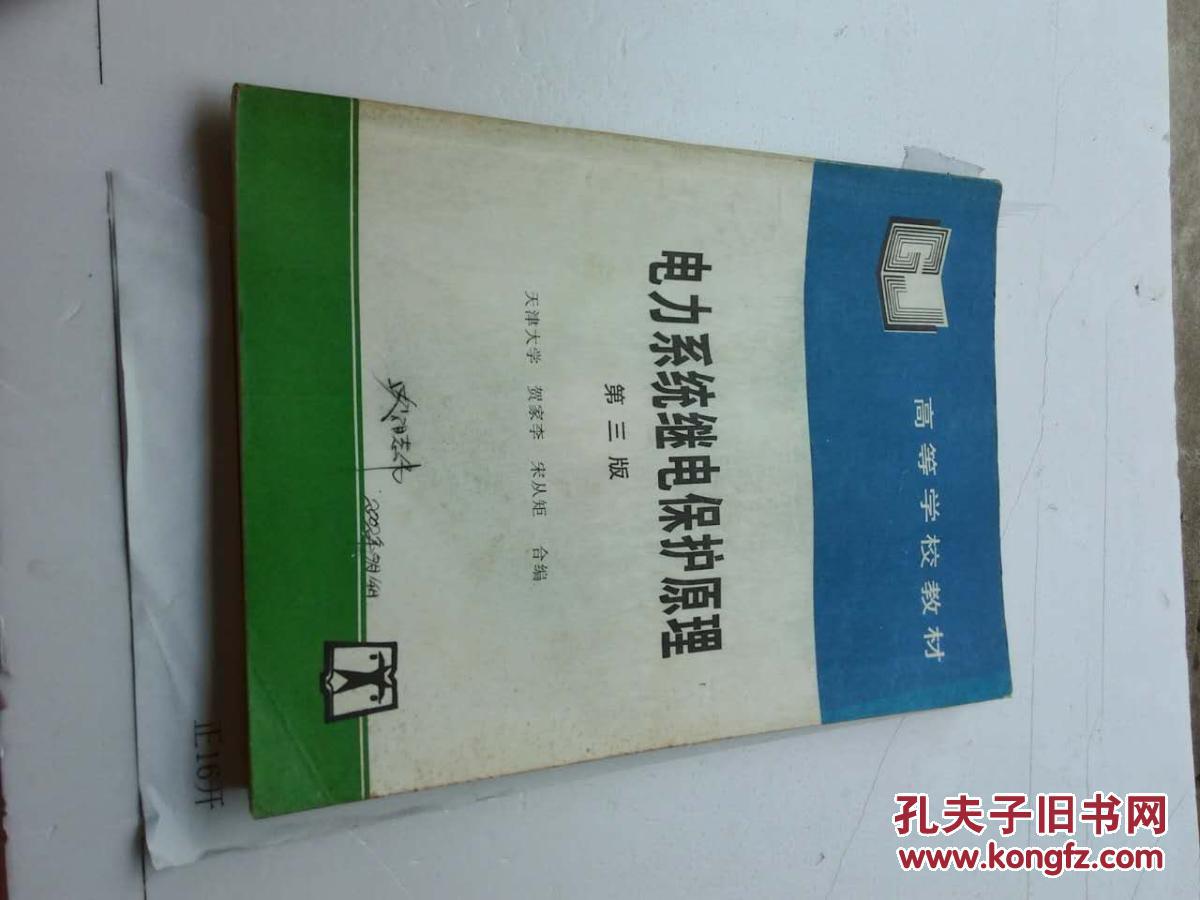 GJ
高等学校教材
电力系统继电保护原理
第三版
天津大学 贺家李 宋从矩 合编
正16开
孔夫子旧书网
www.kongfz.com